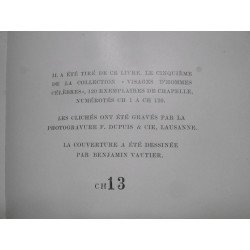 IL A ÉTÉ TIRÉ DE CE LIVRE, LE CINQUIÈME
DE LA COLLECTION « VISAGES D'HOMMES
CÉLÈBRES » 120 EXEMPLAIRES DE CHAPELLE,
NUMÉROTÉS CH 1 A CH 120.
LES CLICHÉS ONT ÉTÉ GRAVÉS PAR LA
PHOTOGRAVURE F. DUPUIS & CIE, LAUSANNE.
LA COUVERTURE A ÉTÉ DESSINÉE
PAR BENJAMIN VAUTIER.
CH 13